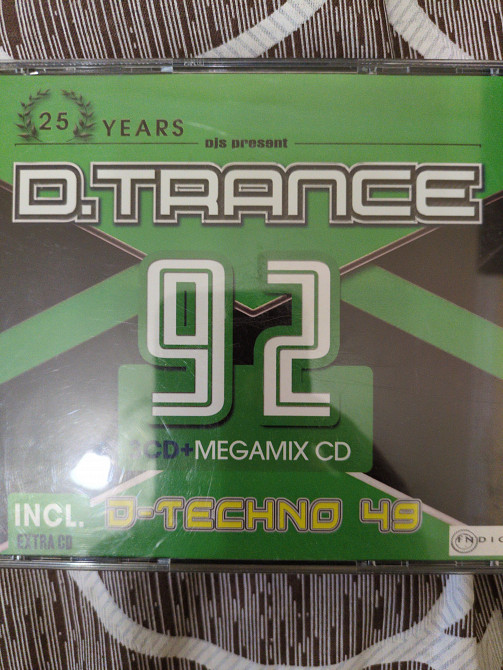 25 YEARS
DJs present
D.TRANCE
92
CD+MEGAMIX CD
INCL. D-TECHNO 49
EXTRA CD